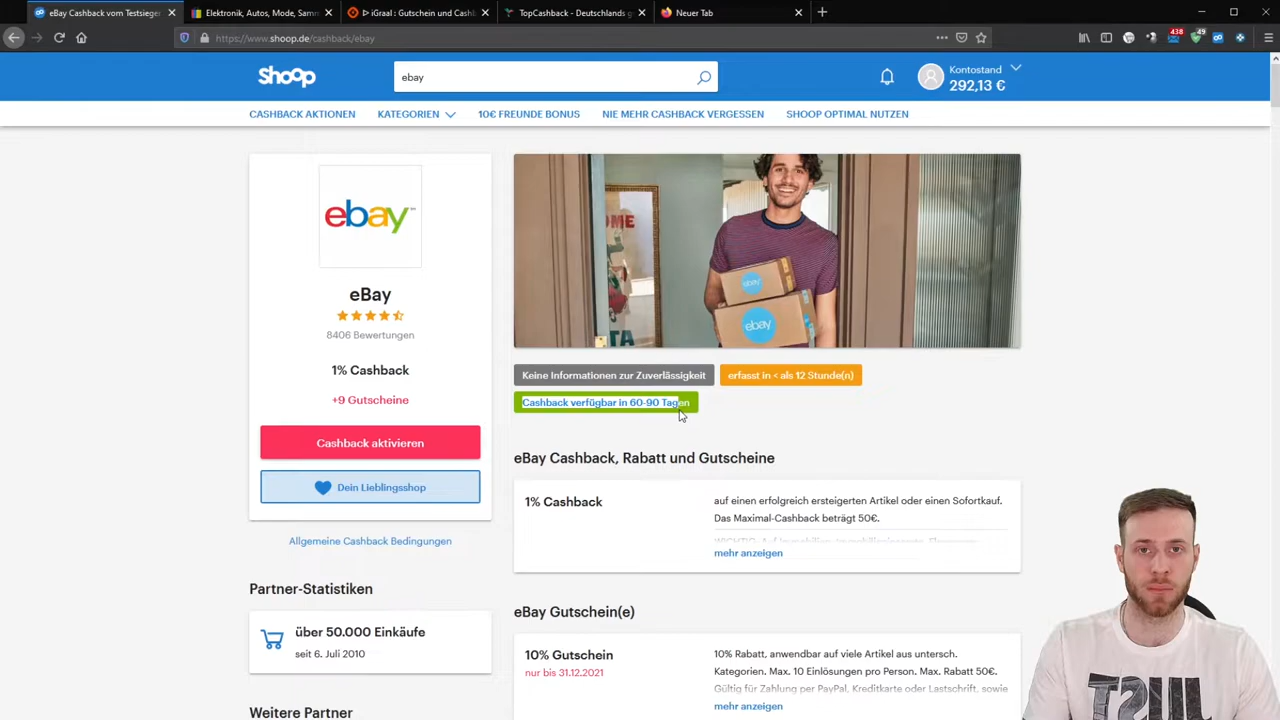 eBay Cashback vom Testsieger
Elektronik, Autos, Mode, Samm
iGraal : Gutschein und Cashb
TopCashback - Deutschlands g
Neuer Tab
https://www.shoop.de/cashback/ebay
438
49
shoop
ebay
Kontostand
292,13 €
CASHBACK AKTIONEN
KATEGORIEN
10€ FREUNDE BONUS
NIE MEHR CASHBACK VERGESSEN
SHOOP OPTIMAL NUTZEN
ebay
eBay
8406 Bewertungen
1% Cashback
+9 Gutscheine
Cashback aktivieren
Dein Lieblingsshop
Allgemeine Cashback Bedingungen
Partner-Statistiken
über 50.000 Einkäufe
seit 6. Juli 2010
Weitere Partner
ebay
ebay
Keine Informationen zur Zuverlässigkeit
erfasst in < als 12 Stunde(n)
Cashback verfügbar in 60-90 Tagen
eBay Cashback, Rabatt und Gutscheine
1% Cashback
auf einen erfolgreich ersteigerten Artikel oder einen Sofortkauf.
Das Maximal-Cashback beträgt 50€.
mehr anzeigen
eBay Gutschein(e)
10% Gutschein
nur bis 31.12.2021
10% Rabatt, anwendbar auf viele Artikel aus untersch.
Kategorien. Max. 10 Einlösungen pro Person. Max. Rabatt 50€.
Gültig für Zahlung per PayPal, Kreditkarte oder Lastschrift, sowie
mehr anzeigen